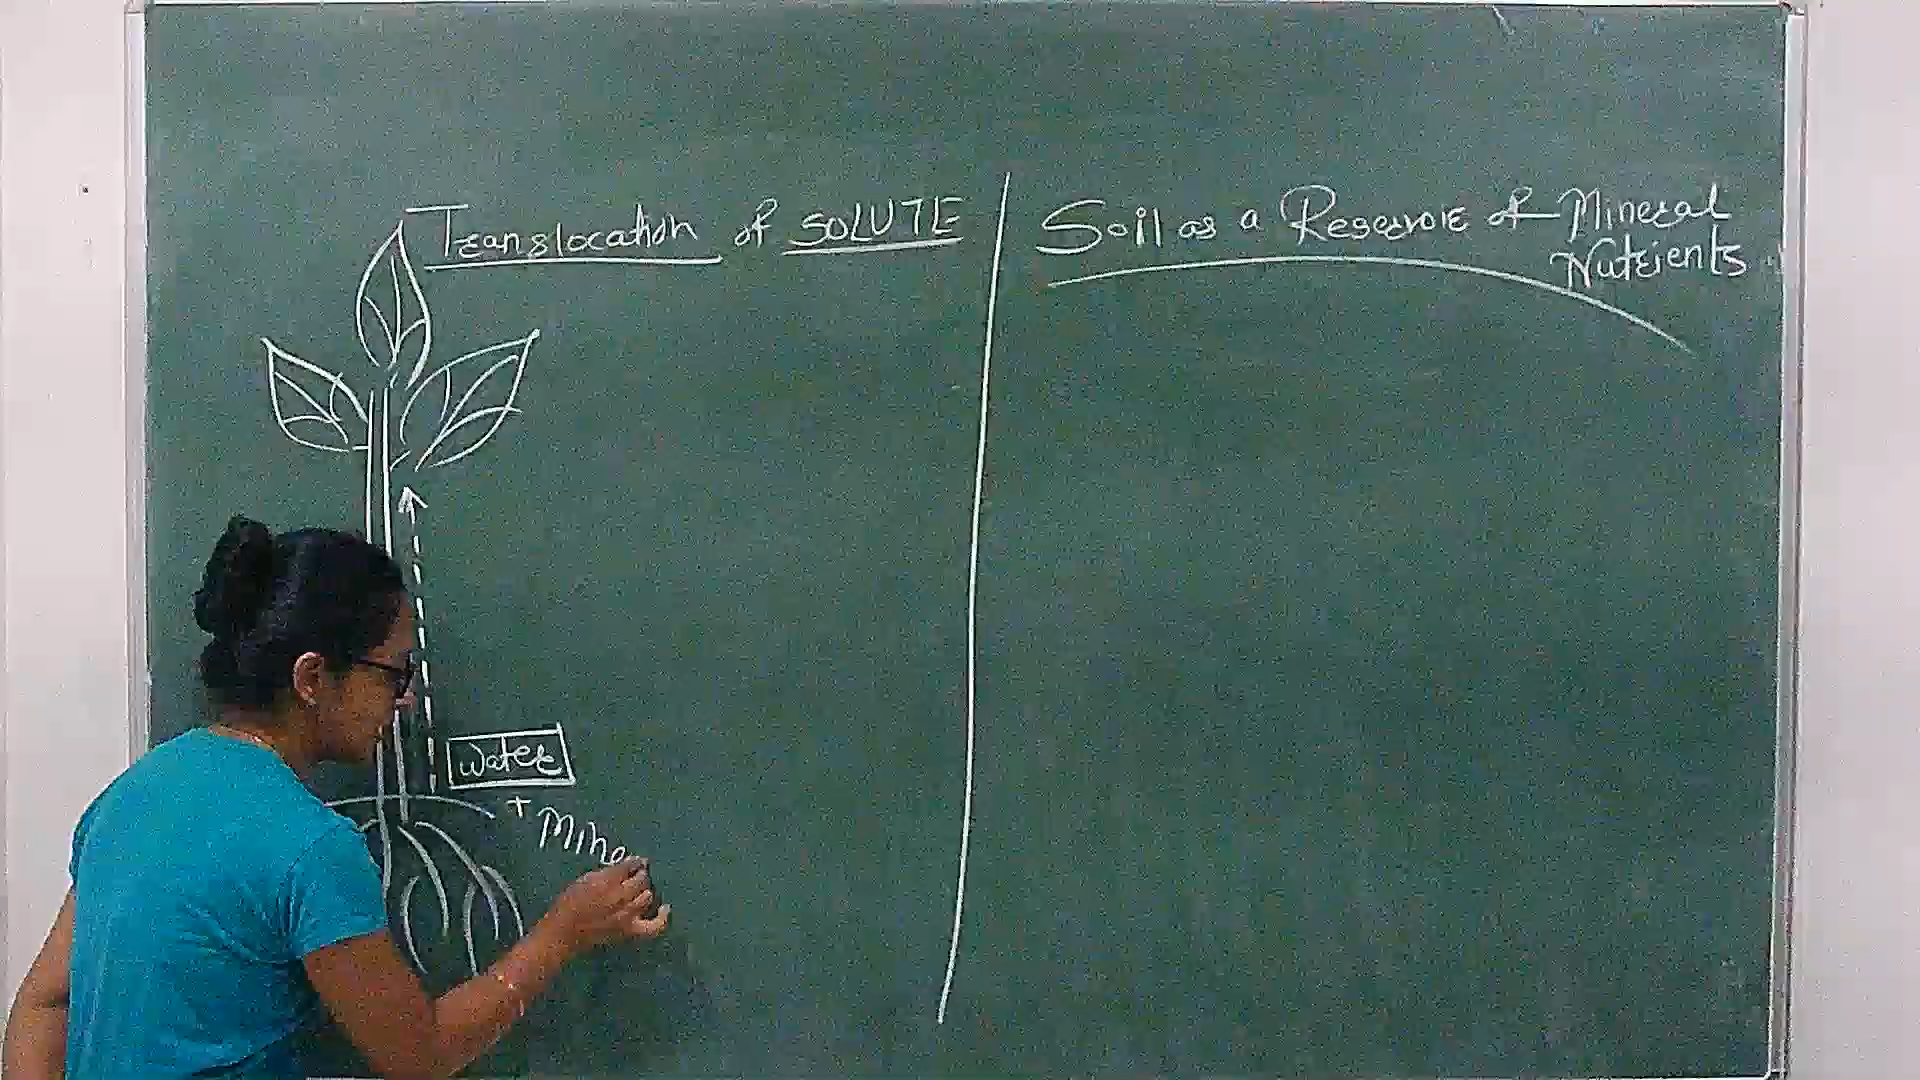 Translocation of SOLUTE
Soil as a Reservoir of Mineral
Nutrients
Water
+ Mine